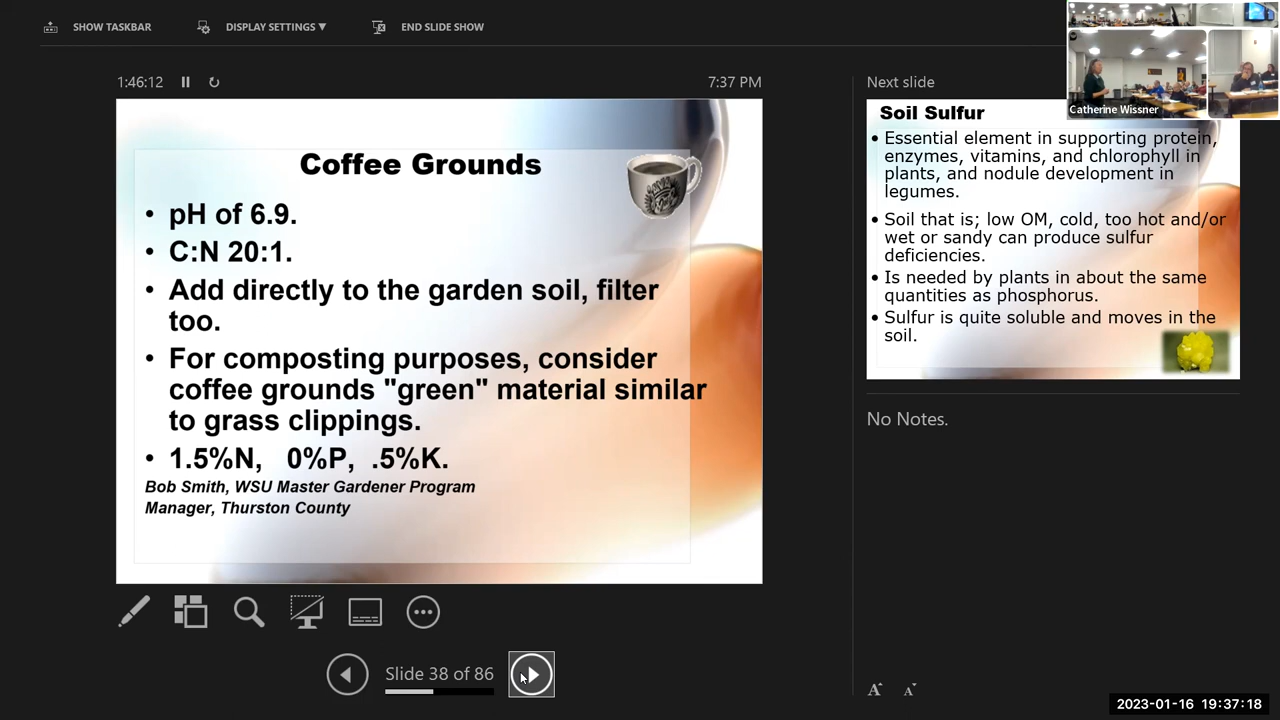 SHOW TASKBAR
DISPLAY SETTINGS ▼
END SLIDE SHOW
1:46:12
7:37 PM
Coffee Grounds
• pH of 6.9.
• C:N 20:1.
• Add directly to the garden soil, filter
too.
• For composting purposes, consider
coffee grounds "green" material similar
to grass clippings.
• 1.5%N, 0%P, .5%K.
Bob Smith, WSU Master Gardener Program
Manager, Thurston County
Slide 38 of 86
Next slide
Catherine Wissner
Soil Sulfur
• Essential element in supporting protein,
enzymes, vitamins, and chlorophyll in
plants, and nodule development in
legumes.
• Soil that is; low OM, cold, too hot and/or
wet or sandy can produce sulfur
deficiencies.
• Is needed by plants in about the same
quantities as phosphorus.
• Sulfur is quite soluble and moves in the
soil.
No Notes.
A A
2023-01-16 19:37:18